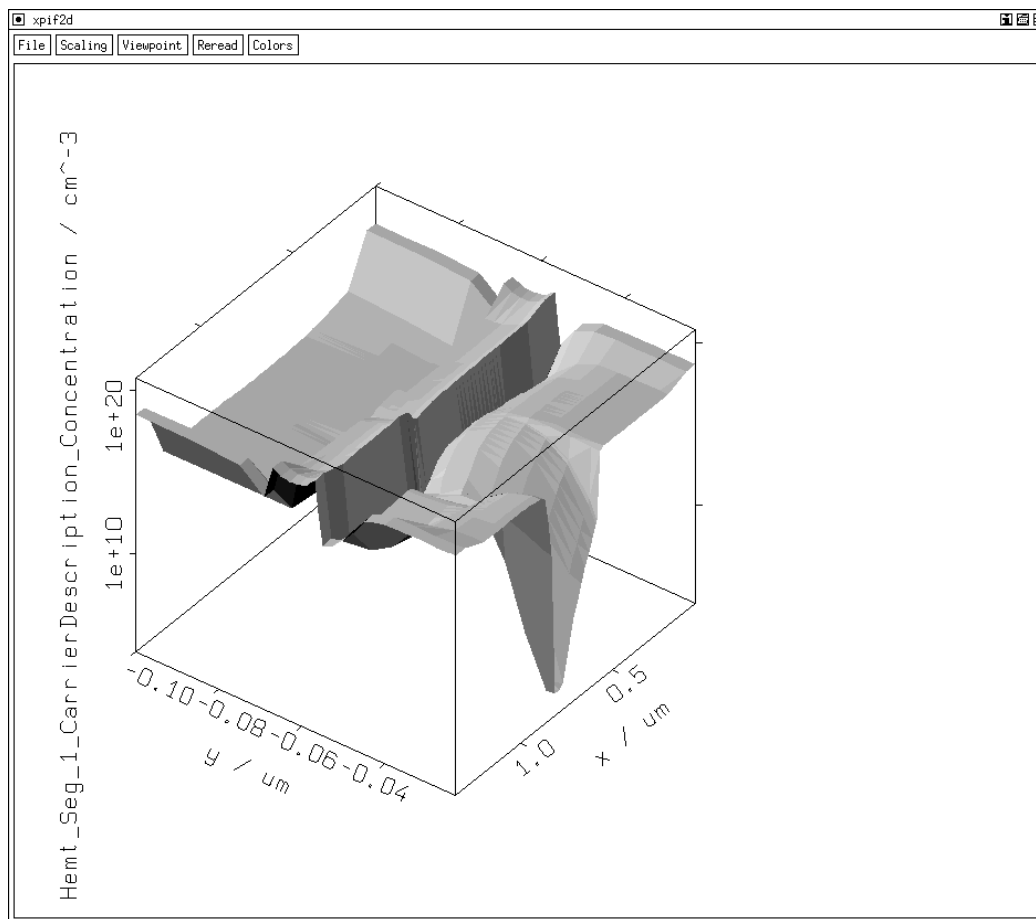 xpif2d
File Scaling Viewpoint Reread Colors
Hemt_Seg_1_CarrierDescription_Concentration / cm^-3
1e+20
1e+10
-0.10 -0.08 -0.06 -0.04
y / um
0.5
1.0
x / um